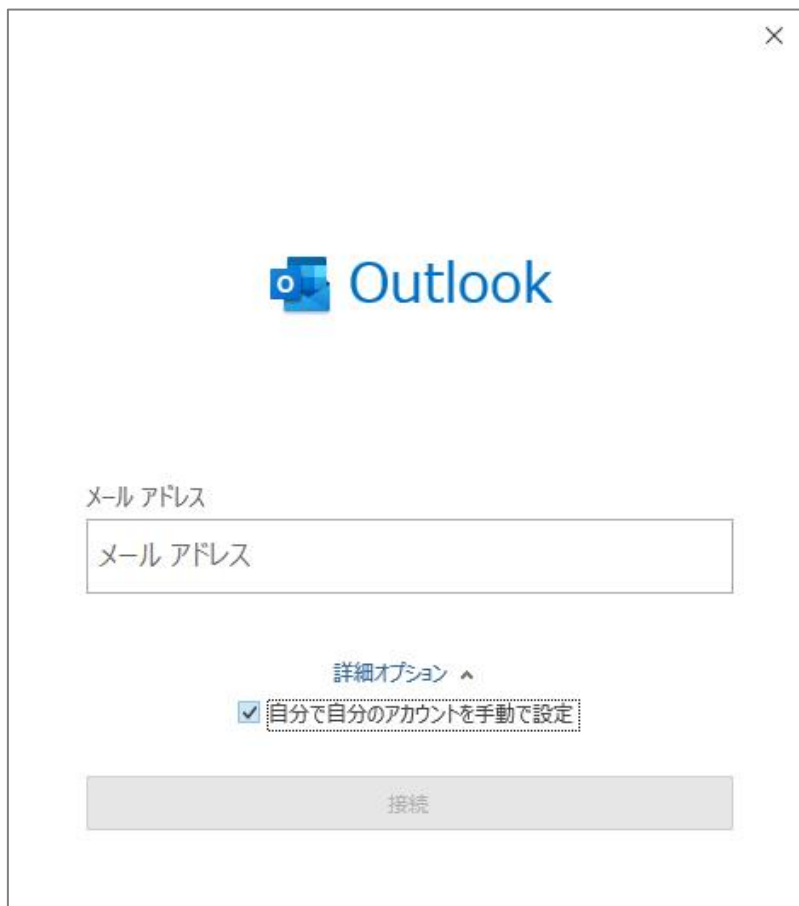 Outlook
メール アドレス
メール アドレス
詳細オプション
自分で自分のアカウントを手動で設定
接続